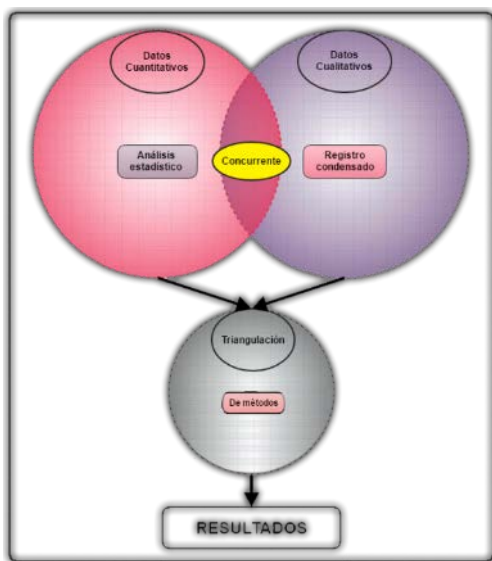 Datos
Cuantitativos
Datos
Cualitativos
Análisis
estadístico
Concurrente
Registro
condensado
Triangulación
De métodos
RESULTADOS